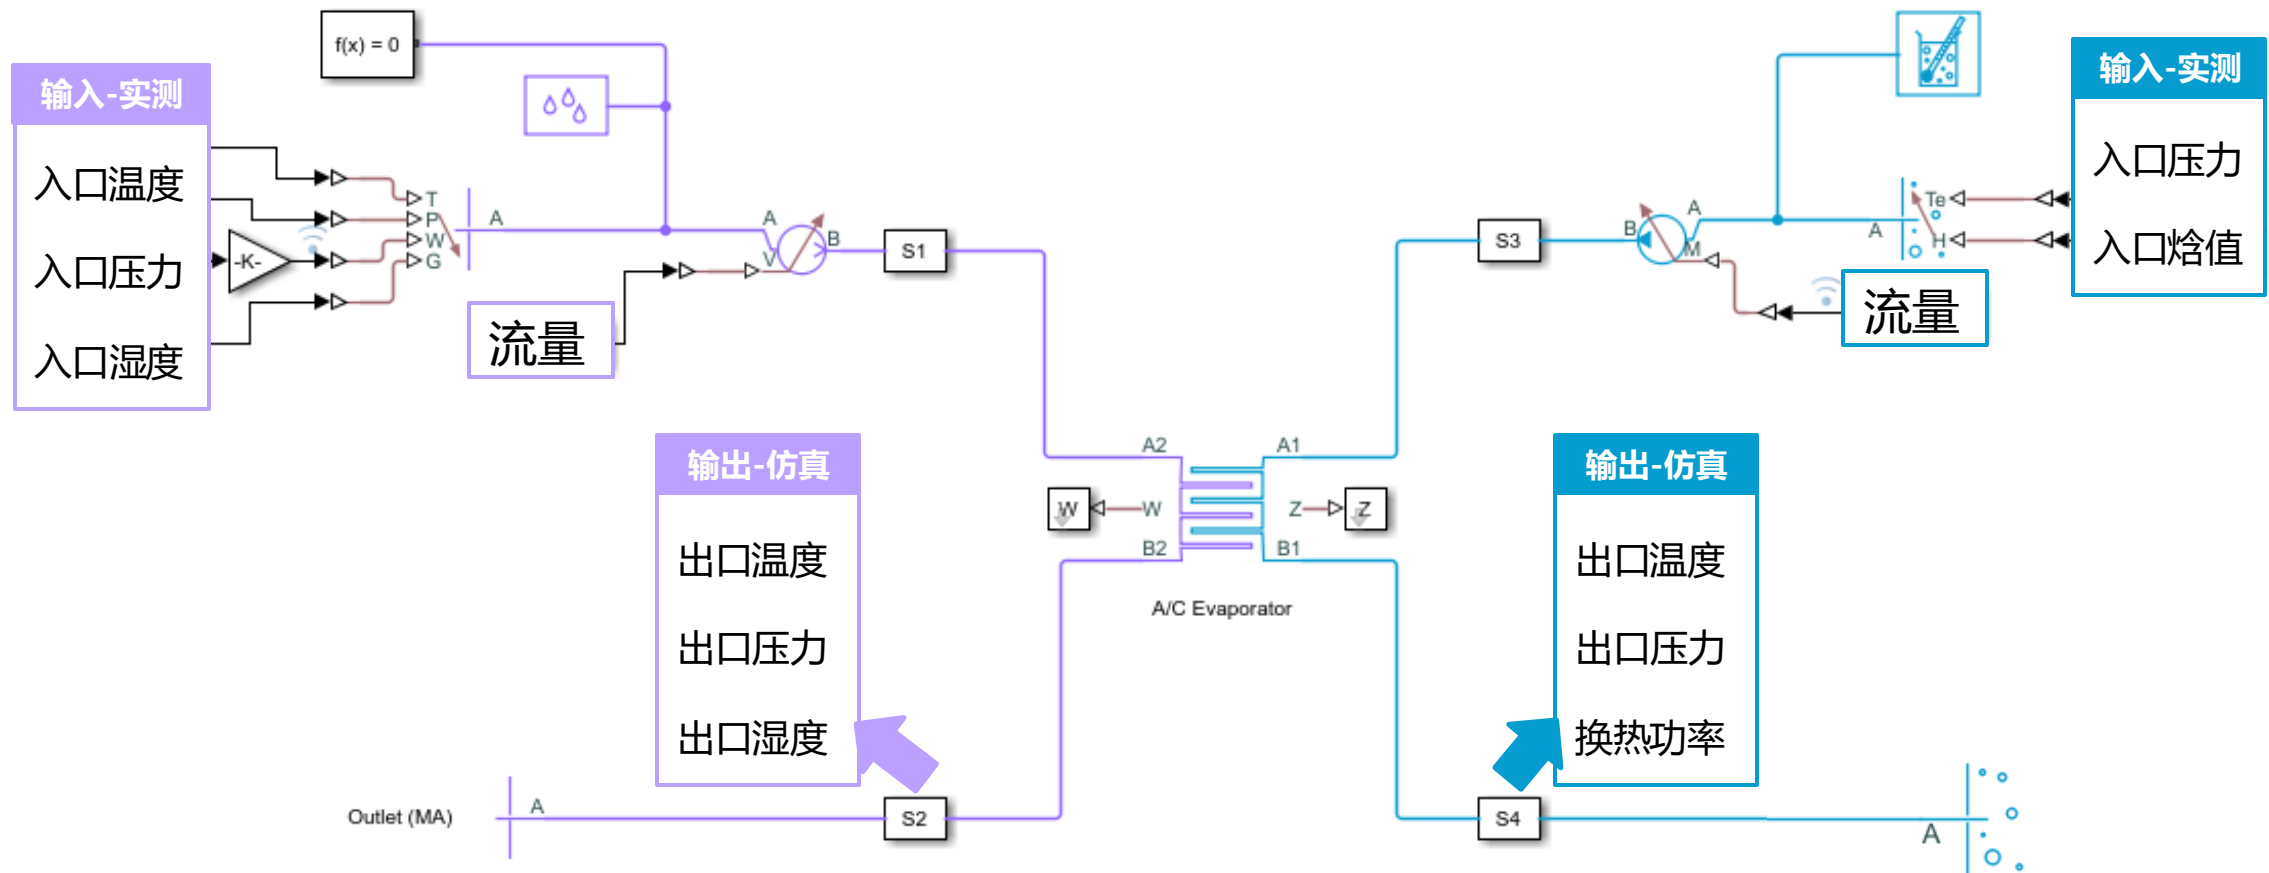 f(x) = 0
输入-实测
入口温度
入口压力
入口湿度
-K-
T
P
W
G
A
A
V
B
S1
流量
输入-实测
入口压力
入口焓值
Te
H
A
A
M
B
S3
流量
A2
A1
W
W
Z
Z
B2
B1
A/C Evaporator
输出-仿真
出口温度
出口压力
出口湿度
输出-仿真
出口温度
出口压力
换热功率
Outlet (MA)
A
S2
S4
A